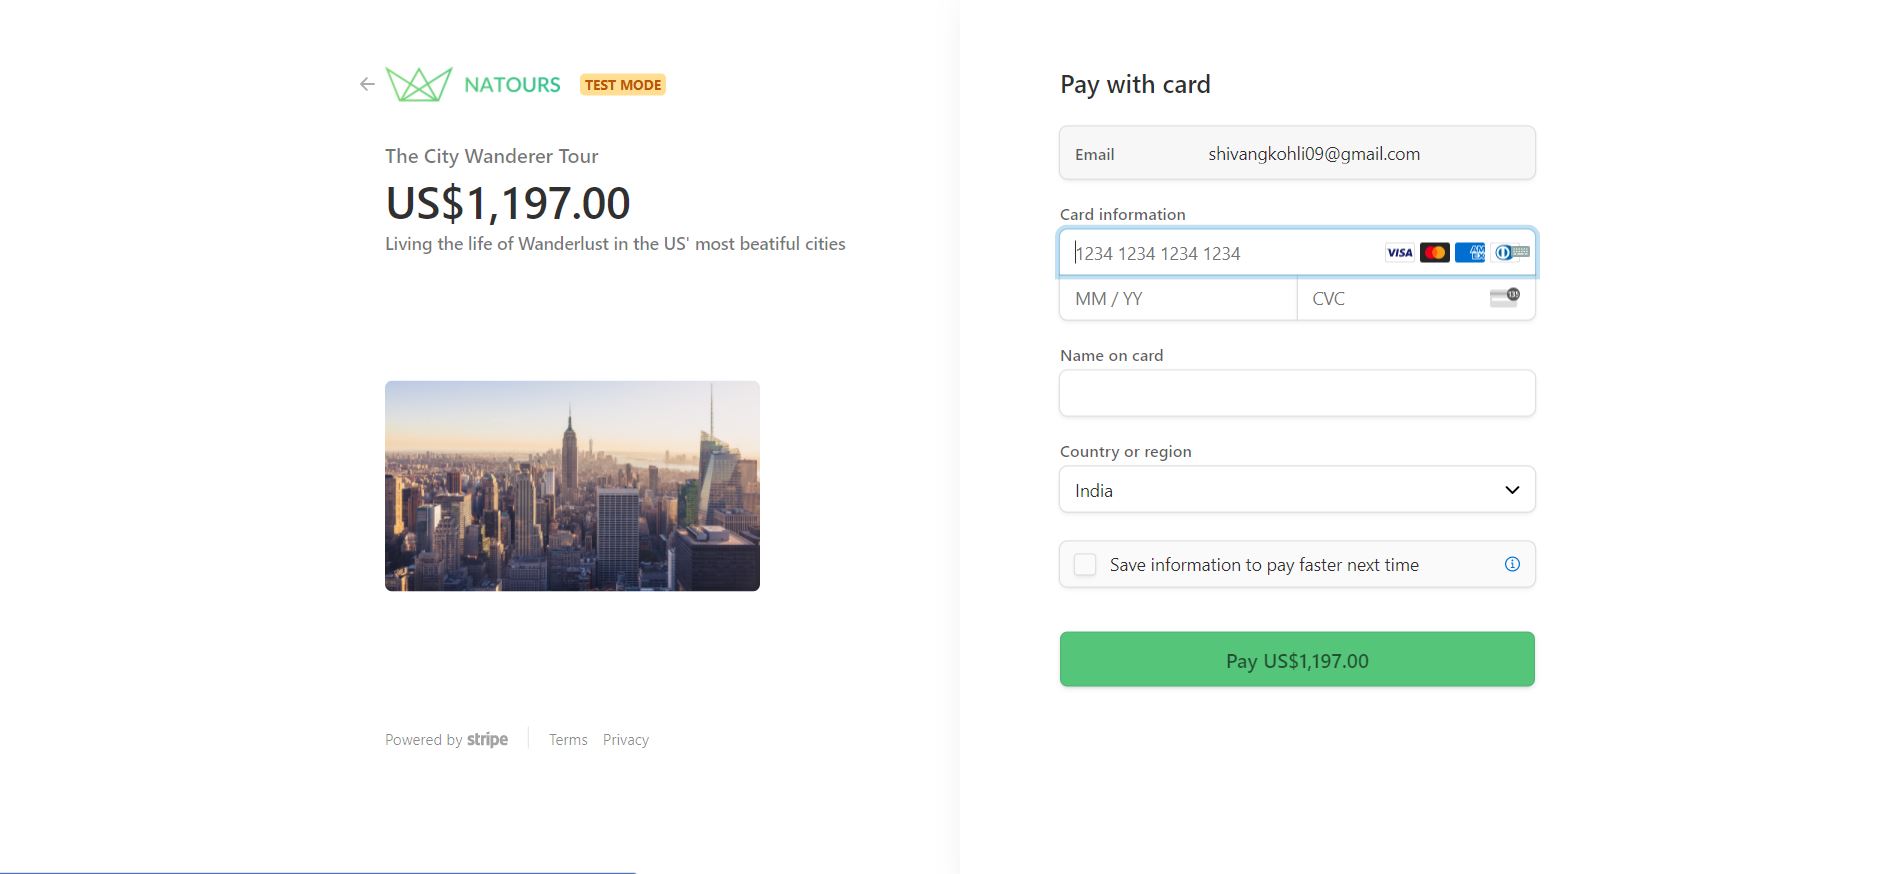 NATOURS TEST MODE
The City Wanderer Tour
US$1,197.00
Living the life of Wanderlust in the US' most beatiful cities
Powered by stripe Terms Privacy
Pay with card
Email shivangkohli09@gmail.com
Card information
1234 1234 1234 1234 VISA AM EX
MM / YY CVC 135
Name on card
Country or region
India
Save information to pay faster next time
Pay US$1,197.00